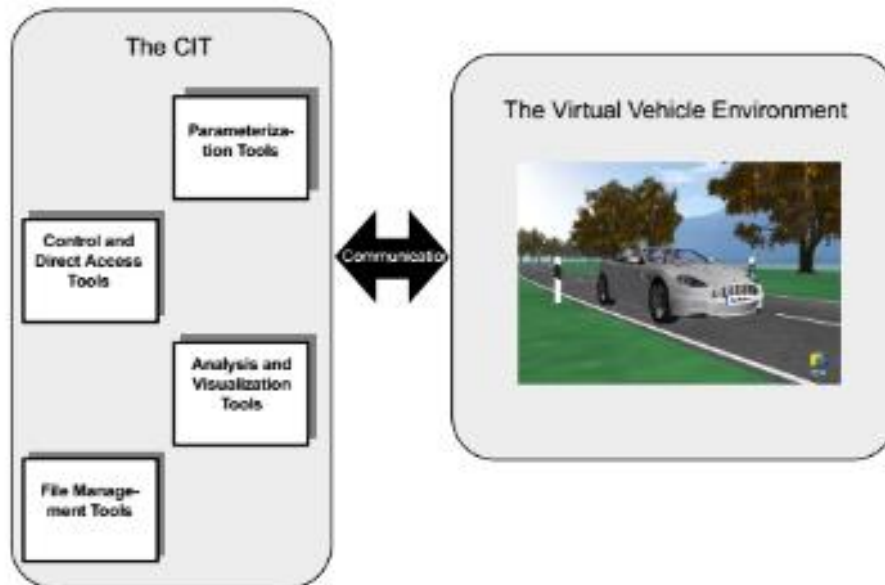 The CIT
Parameteriza-
tion Tools
Control and
Direct Access
Tools
Analysis and
Visualization
Tools
File Manage-
ment Tools
Communication
The Virtual Vehicle Environment